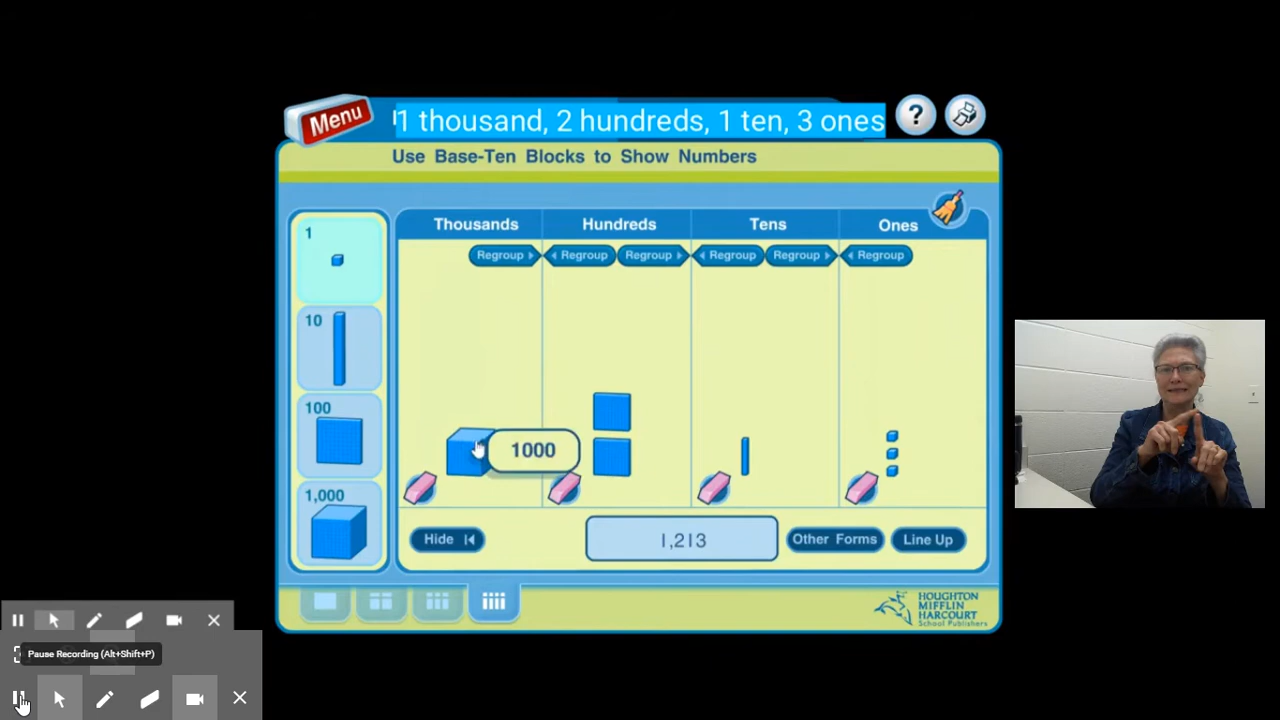 Menu
1 thousand, 2 hundreds, 1 ten, 3 ones
?
Use Base-Ten Blocks to Show Numbers
Thousands Hundreds Tens Ones
Regroup Regroup Regroup Regroup Regroup Regroup
1
10
100
1,000
1000
Hide 1,213 Other Forms Line Up
HOUGHTON
MIFFLIN
HARCOURT
School Publishers
Pause Recording (Alt+Shift+P)